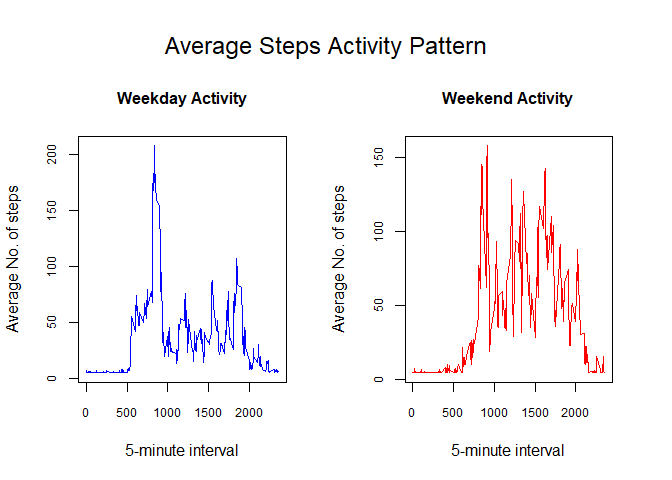 Average Steps Activity Pattern
Weekday Activity
Average No. of steps
200
150
100
50
0
0 500 1000 1500 2000
5-minute interval
Weekend Activity
Average No. of steps
150
100
50
0
0 500 1000 1500 2000
5-minute interval